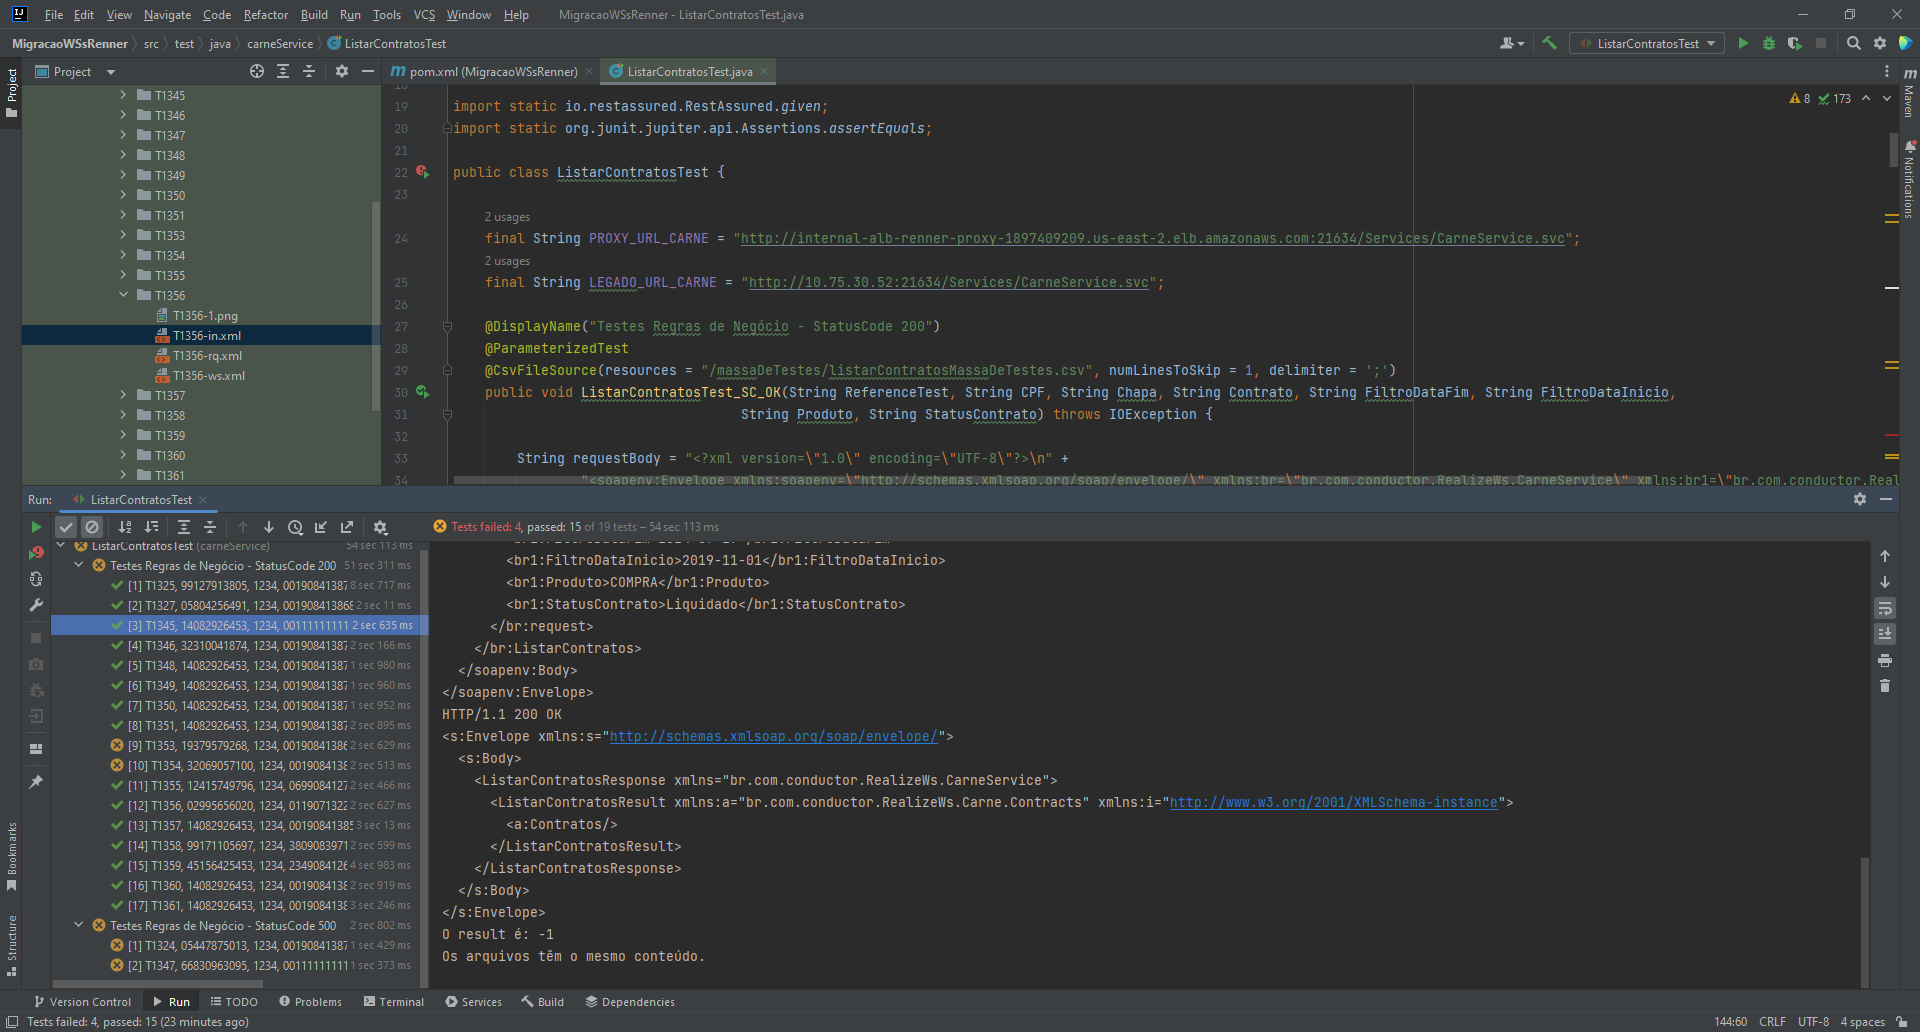 File Edit View Navigate Code Refactor Build Run Tools VCS Window Help MigracaoWSsRenner - ListarContratosTest.java
MigracaoWSsRenner src test java carneService ListarContratosTest
ListarContratosTest
Project
pom.xml (MigracaoWSsRenner)
ListarContratosTest.java
Project
Maven
Notifications
T1345
T1346
T1347
T1348
T1349
T1350
T1351
T1353
T1354
T1355
T1356
T1356-1.png
T1356-in.xml
T1356-rq.xml
T1356-ws.xml
T1357
T1358
T1359
T1360
T1361
8 173
18
19 import static io.restassured.RestAssured.given;
20 import static org.junit.jupiter.api.Assertions.assertEquals;
21
22 public class ListarContratosTest {
23
2 usages
24 final String PROXY_URL_CARNE = "http://internal-alb-renner-proxy-1897409209.us-east-2.elb.amazonaws.com:21634/Services/CarneService.svc";
2 usages
25 final String LEGADO_URL_CARNE = "http://10.75.30.52:21634/Services/CarneService.svc";
26
27 @DisplayName("Testes Regras de Negócio - StatusCode 200")
28 @ParameterizedTest
29 @CsvFileSource(resources = "/massaDeTestes/listarContratosMassaDeTestes.csv", numLinesToSkip = 1, delimiter = ';')
30 public void ListarContratosTest_SC_OK(String ReferenceTest, String CPF, String Chapa, String Contrato, String FiltroDataFim, String FiltroDataInicio,
31 String Produto, String StatusContrato) throws IOException {
32
33 String requestBody = "<?xml version=\"1.0\" encoding=\"UTF-8\"?>\n" +
34 "<soapenv:Envelope xmlns:soapenv=\"http://schemas.xmlsoap.org/soap/envelope/\" xmlns:br=\"br.com.conductor.RealizeWs.CarneService\" xmlns:br1=\"br.com.conductor.Real
Run: ListarContratosTest
Tests failed: 4, passed: 15 of 19 tests – 54 sec 113 ms
ListarContratosTest (carneService) 54 sec 113 ms
Testes Regras de Negócio - StatusCode 200 51 sec 311 ms
[1] T1325, 99127913805, 1234, 00190841387 8 sec 717 ms
[2] T1327, 05804256491, 1234, 001908413868 2 sec 11 ms
[3] T1345, 14082926453, 1234, 00111111111 2 sec 635 ms
[4] T1346, 32310041874, 1234, 00190841387 2 sec 166 ms
[5] T1348, 14082926453, 1234, 00190841387 1 sec 980 ms
[6] T1349, 14082926453, 1234, 00190841387 1 sec 960 ms
[7] T1350, 14082926453, 1234, 00190841387 1 sec 952 ms
[8] T1351, 14082926453, 1234, 00190841387 2 sec 895 ms
[9] T1353, 19379579268, 1234, 00190841386 2 sec 629 ms
[10] T1354, 32069057100, 1234, 0019084138 2 sec 513 ms
[11] T1355, 12415749796, 1234, 0699084127 2 sec 466 ms
[12] T1356, 02995656020, 1234, 0119071322 2 sec 627 ms
[13] T1357, 14082926453, 1234, 00190841385 3 sec 13 ms
[14] T1358, 99171105697, 1234, 3809083971 2 sec 599 ms
[15] T1359, 45156425453, 1234, 2349084126 4 sec 983 ms
[16] T1360, 14082926453, 1234, 0019084138 2 sec 919 ms
[17] T1361, 14082926453, 1234, 0019084138 3 sec 246 ms
Testes Regras de Negócio - StatusCode 500 2 sec 802 ms
[1] T1324, 05447875013, 1234, 00190841387 1 sec 429 ms
[2] T1347, 66830963095, 1234, 00111111111 1 sec 373 ms
<br1:FiltroDataInicio>2019-11-01</br1:FiltroDataInicio>
<br1:Produto>COMPRA</br1:Produto>
<br1:StatusContrato>Liquidado</br1:StatusContrato>
</br:request>
</br:ListarContratos>
</soapenv:Body>
</soapenv:Envelope>
HTTP/1.1 200 OK
<s:Envelope xmlns:s="http://schemas.xmlsoap.org/soap/envelope/">
<s:Body>
<ListarContratosResponse xmlns="br.com.conductor.RealizeWs.CarneService">
<ListarContratosResult xmlns:a="br.com.conductor.RealizeWs.Carne.Contracts" xmlns:i="http://www.w3.org/2001/XMLSchema-instance">
<a:Contratos/>
</ListarContratosResult>
</ListarContratosResponse>
</s:Body>
</s:Envelope>
O result é: -1
Os arquivos têm o mesmo conteúdo.
Bookmarks
Structure
Version Control Run TODO Problems Terminal Services Build Dependencies
Tests failed: 4, passed: 15 (23 minutes ago)
144:60 CRLF UTF-8 4 spaces